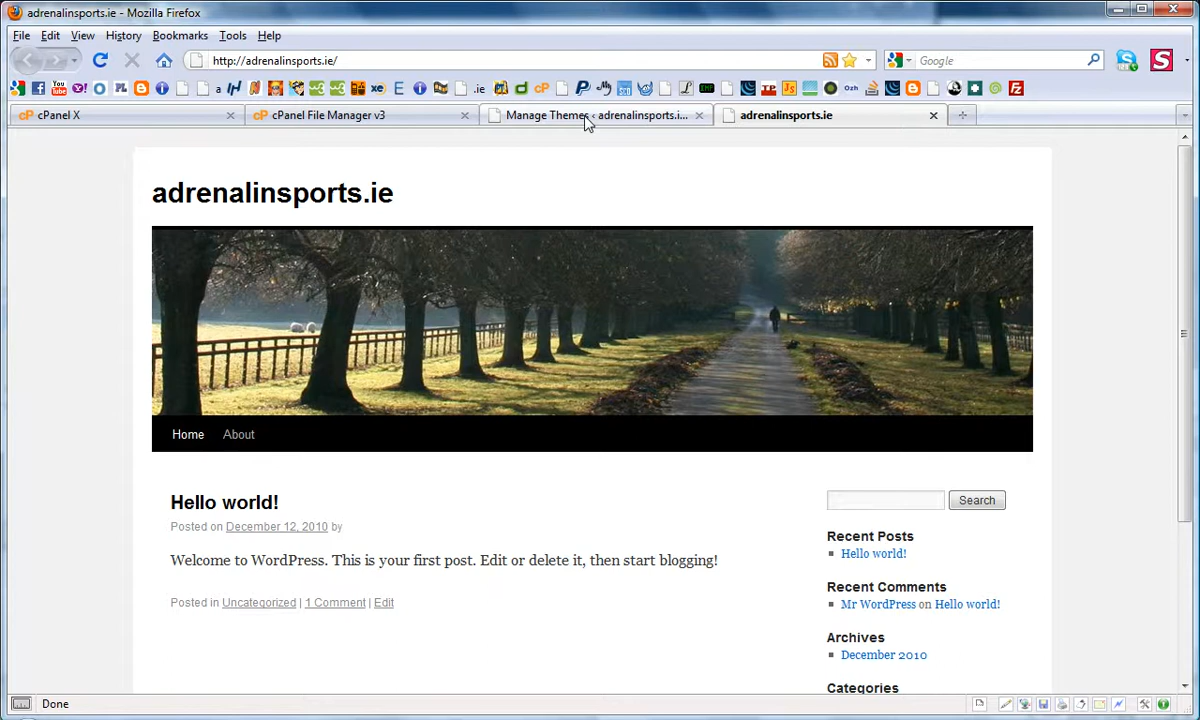 adrenalinsports.ie - Mozilla Firefox
File Edit View History Bookmarks Tools Help
http://adrenalinsports.ie/
Google
cPanel X
cPanel File Manager v3
Manage Themes ‹ adrenalinsports.i...
adrenalinsports.ie
adrenalinsports.ie
Home About
Hello world!
Posted on December 12, 2010 by
Welcome to WordPress. This is your first post. Edit or delete it, then start blogging!
Posted in Uncategorized | 1 Comment | Edit
Search
Recent Posts
Hello world!
Recent Comments
Mr WordPress on Hello world!
Archives
December 2010
Categories
Done